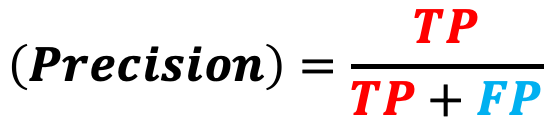 (Precision) = TP / TP + FP